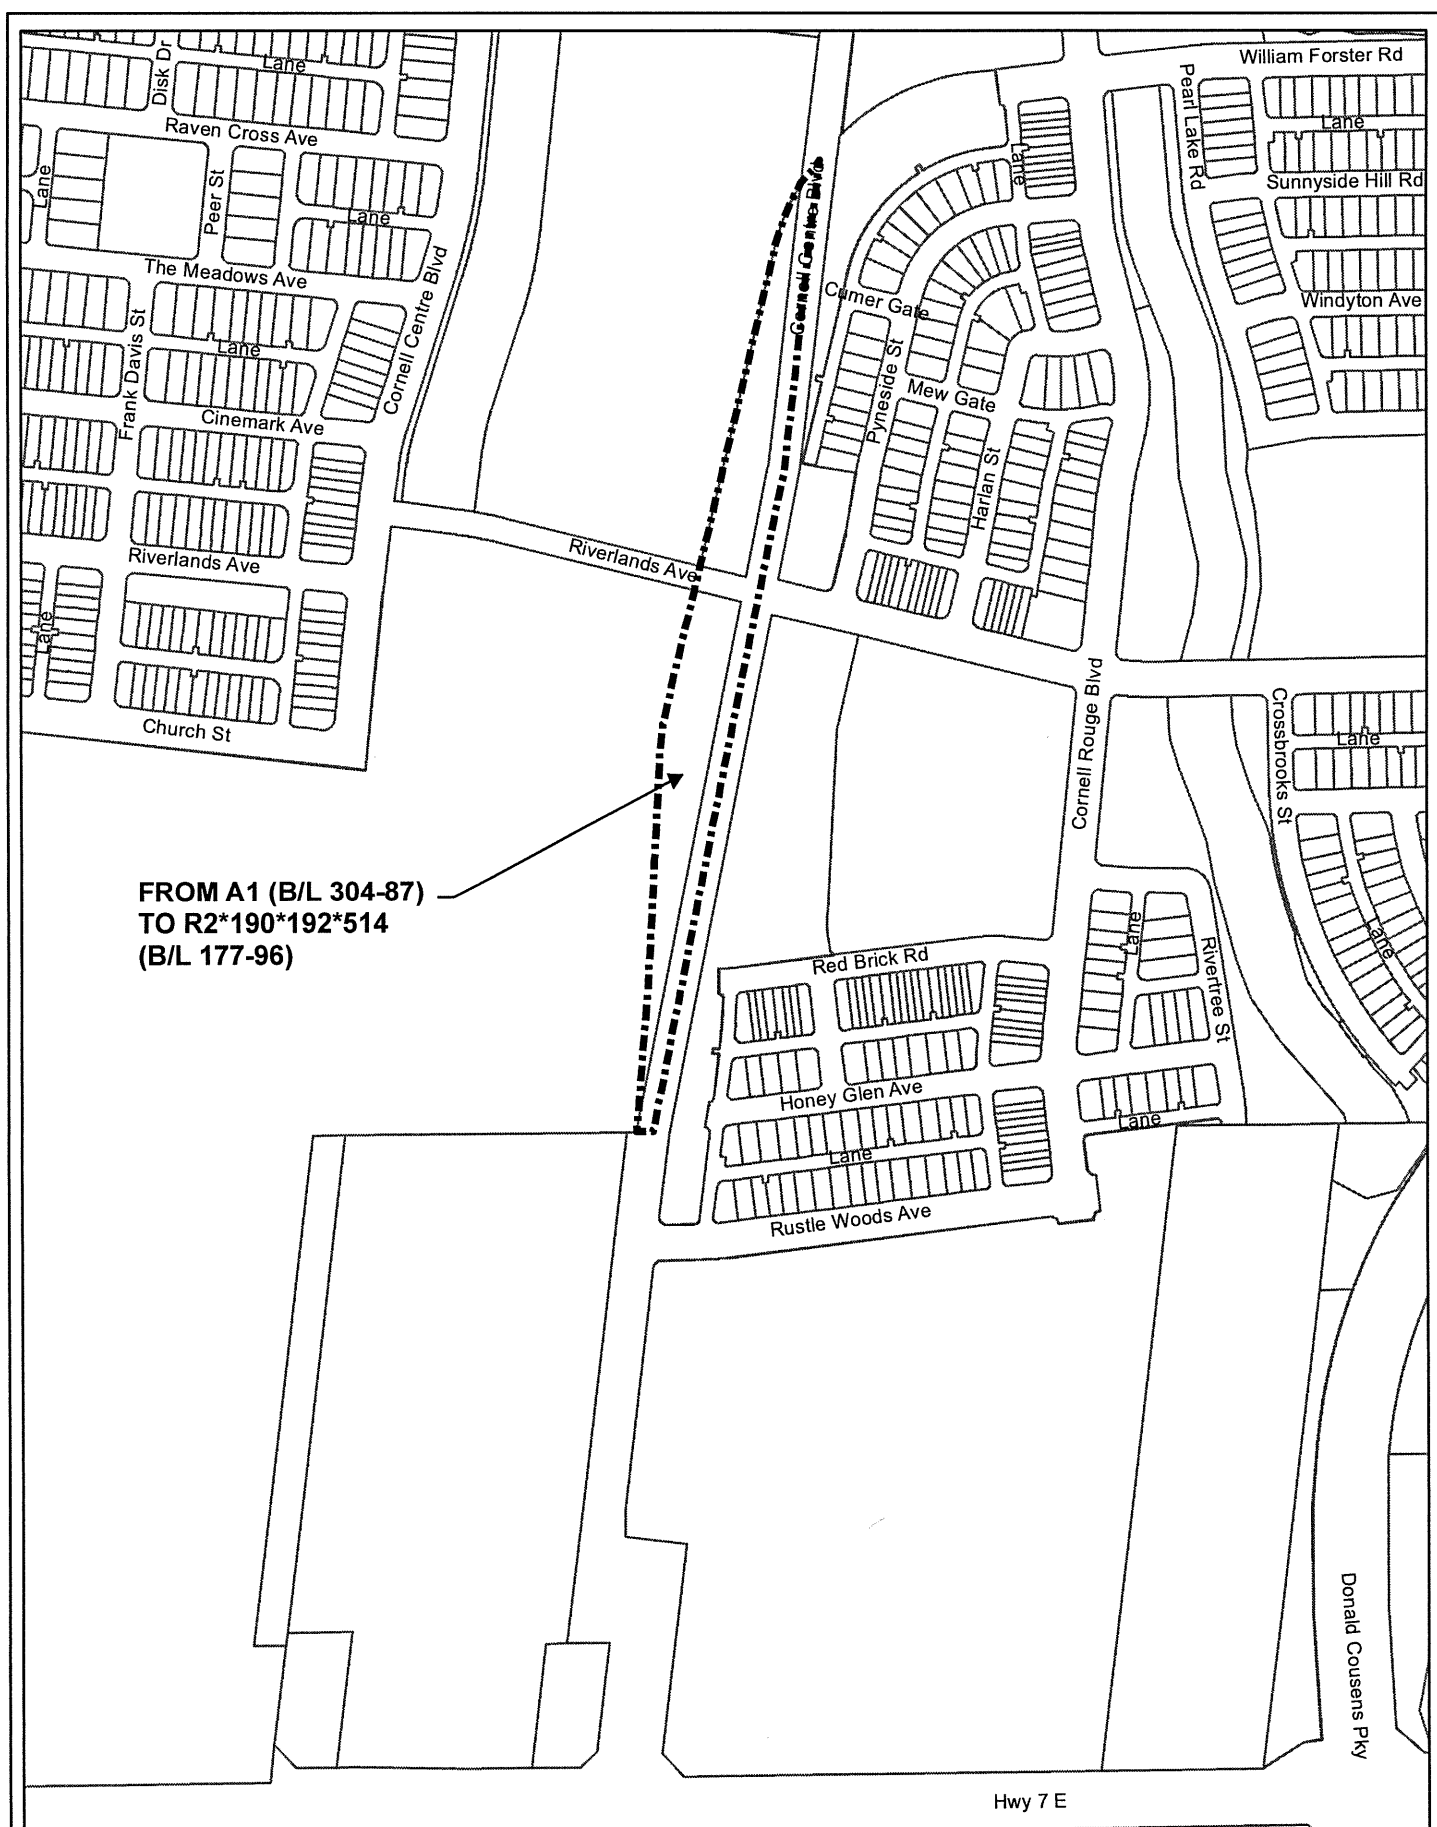 William Forster Rd
Lane
Disk Dr
Pearl Lake Rd
Raven Cross Ave
Lane
Lane
Lane
Sunnyside Hill Rd
Peer St
Lane
Cornell Centre Blvd
The Meadows Ave
Cornell Centre Blvd
Cumer Gate
Windyton Ave
Frank Davis St
Lane
Pyneside St
Mew Gate
Cinemark Ave
Harlan St
Riverlands Ave
Riverlands Ave
Lane
Church St
Cornell Rouge Blvd
Crossbrooks St
Lane
FROM A1 (B/L 304-87)
TO R2*190*192*514
(B/L 177-96)
Lane
Lane
Red Brick Rd
Rivertree St
Honey Glen Ave
Lane
Lane
Rustle Woods Ave
Donald Cousens Pky
Hwy 7 E